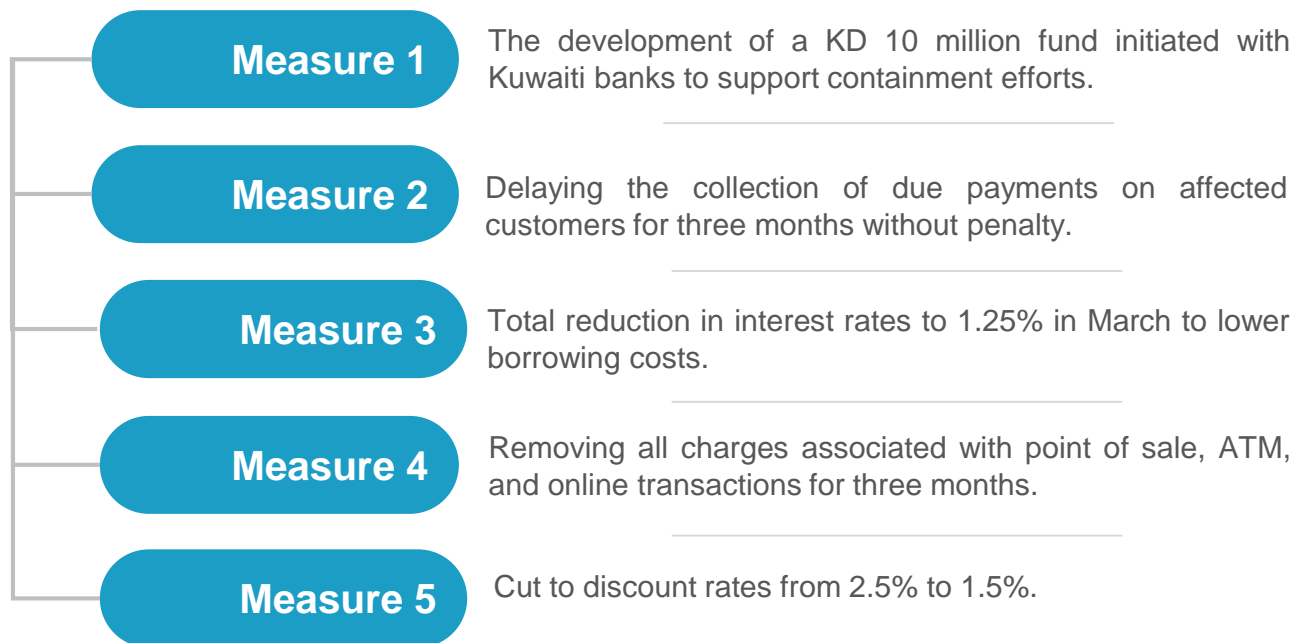 Measure 1
The development of a KD 10 million fund initiated with
Kuwaiti banks to support containment efforts.
Measure 2
Delaying the collection of due payments on affected
customers for three months without penalty.
Measure 3
Total reduction in interest rates to 1.25% in March to lower
borrowing costs.
Measure 4
Removing all charges associated with point of sale, ATM,
and online transactions for three months.
Measure 5
Cut to discount rates from 2.5% to 1.5%.